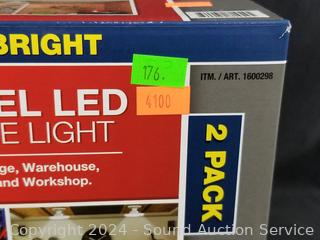 BRIGHT
176.
ITM. / ART. 1600298
EL LED
4100
E LIGHT
ge, Warehouse,
and Workshop.
2 PACK
Copyright 2024 - Sound Auction Service